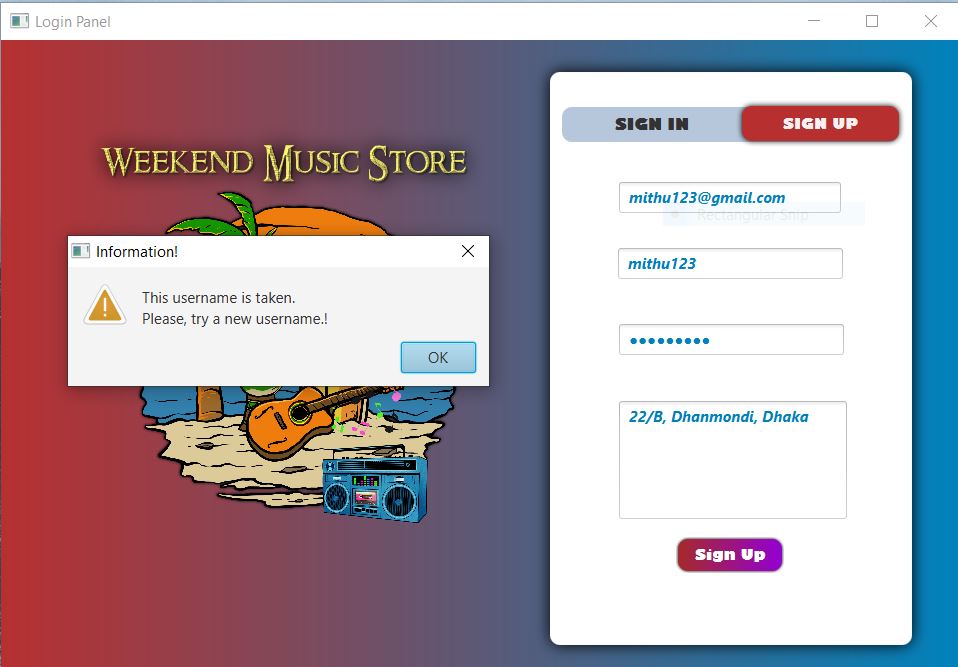 Login Panel
WEEKEND MUSIC STORE
Information!
This username is taken.
Please, try a new username.!
OK
SIGN IN
SIGN UP
mithu123@gmail.com
Rectangular Snip
mithu123
•••••••••
22/B, Dhanmondi, Dhaka
Sign Up